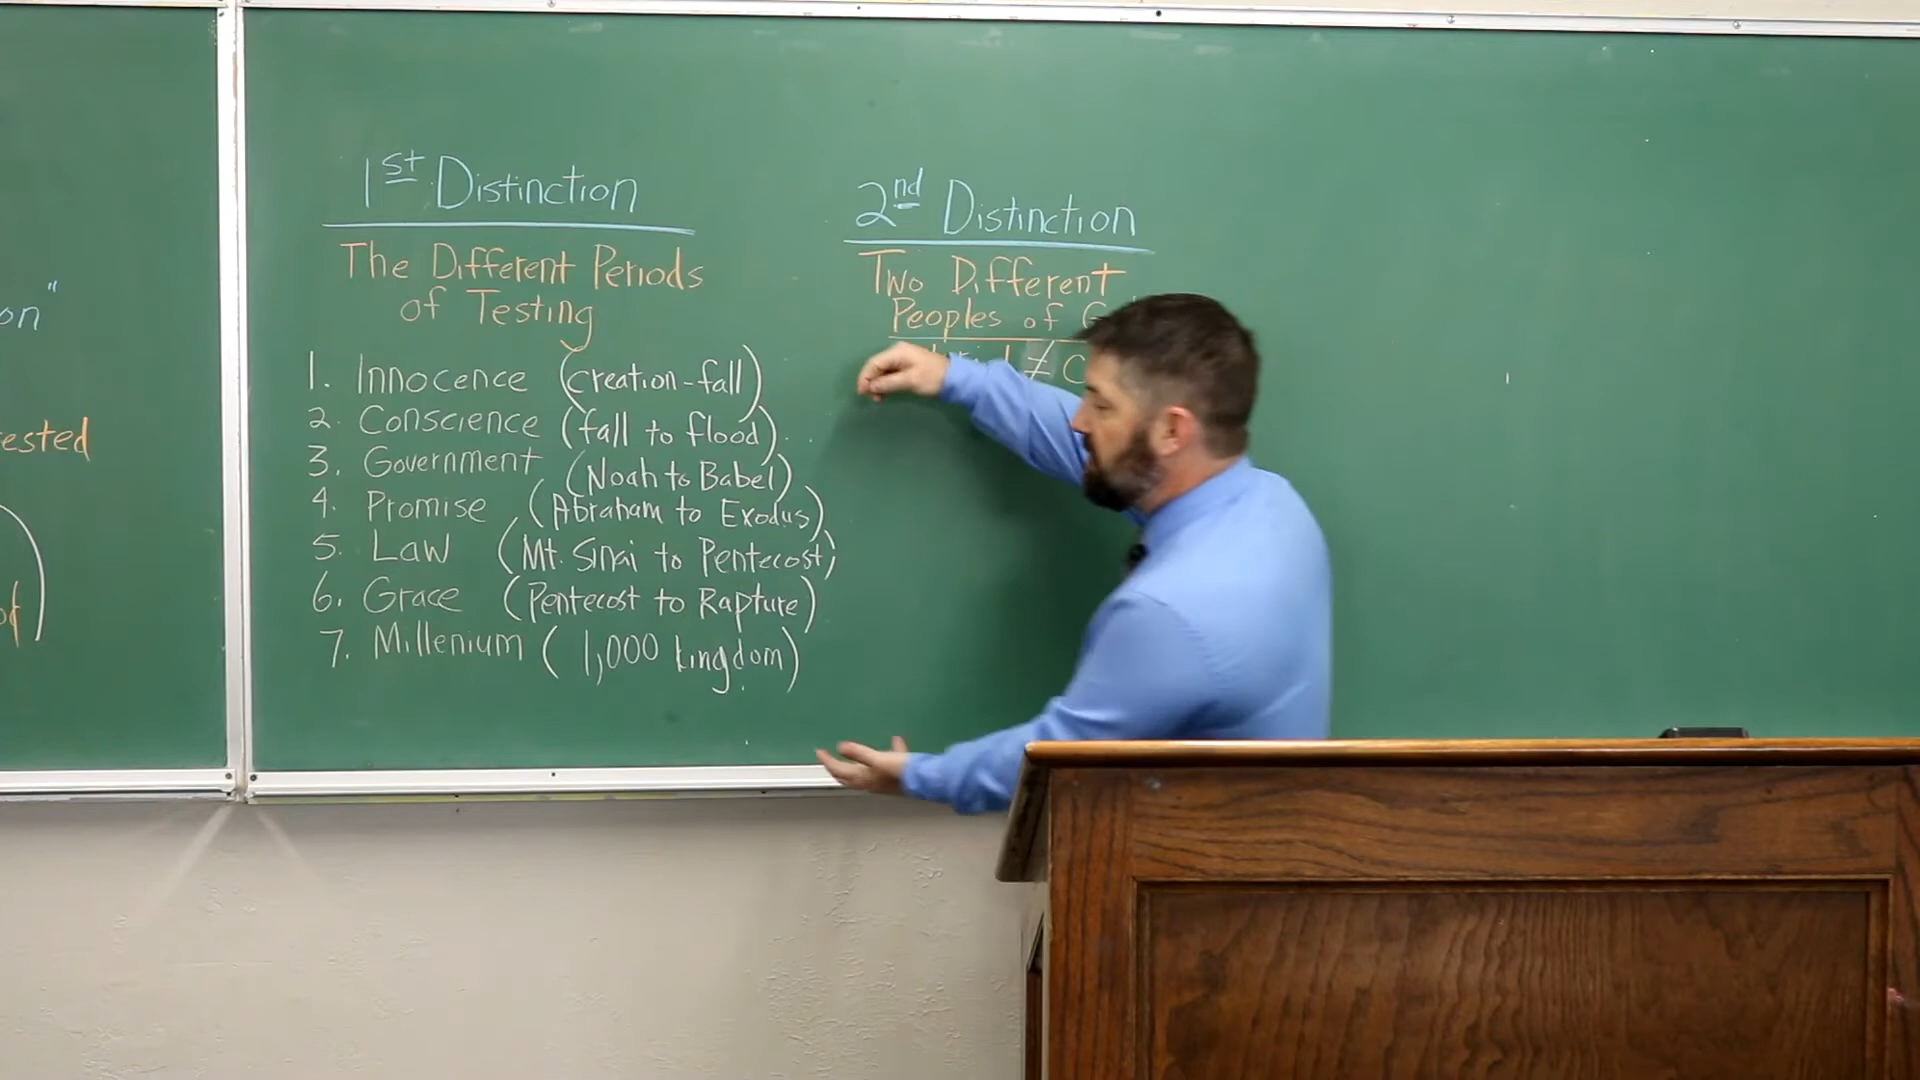 on"
ested
of
1st Distinction
The Different Periods
of Testing
1. Innocence (creation-fall)
2. Conscience (fall to flood)
3. Government (Noah to Babel)
4. Promise (Abraham to Exodus)
5. Law (Mt. Sinai to Pentecost)
6. Grace (Pentecost to Rapture)
7. Millenium (1,000 kingdom)
2nd Distinction
Two Different
Peoples of G
≠ C